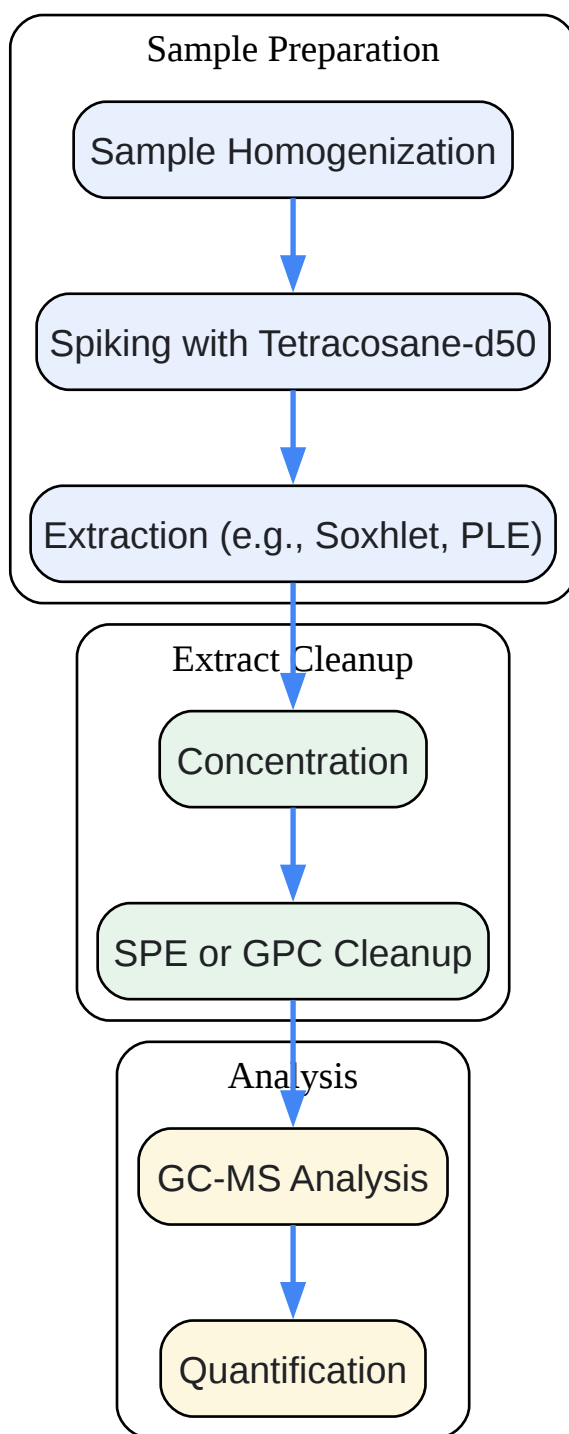 Sample Preparation
Sample Homogenization
Spiking with Tetracosane-d50
Extraction (e.g., Soxhlet, PLE)
Extract Cleanup
Concentration
SPE or GPC Cleanup
Analysis
GC-MS Analysis
Quantification